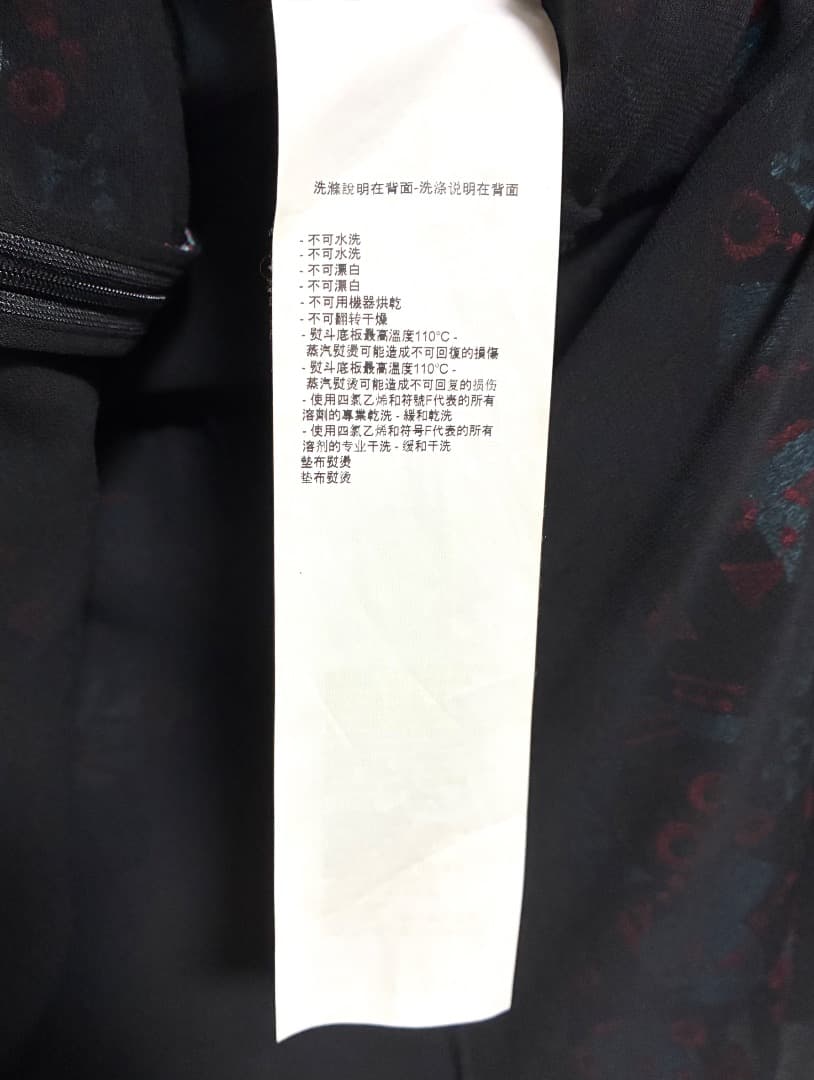 洗滌說明在背面-洗涤说明在背面
- 不可水洗
- 不可水洗
- 不可漂白
- 不可漂白
- 不可用機器烘乾
- 不可翻转干燥
- 熨斗底板最高溫度110°C -
蒸汽熨燙可能造成不可回復的損傷
- 熨斗底板最高温度110°C -
蒸汽熨烫可能造成不可回复的损伤
- 使用四氯乙烯和符號F代表的所有
溶劑的專業乾洗 - 緩和乾洗
- 使用四氯乙烯和符号F代表的所有
溶剂的专业干洗 - 缓和干洗
墊布熨燙
垫布熨烫